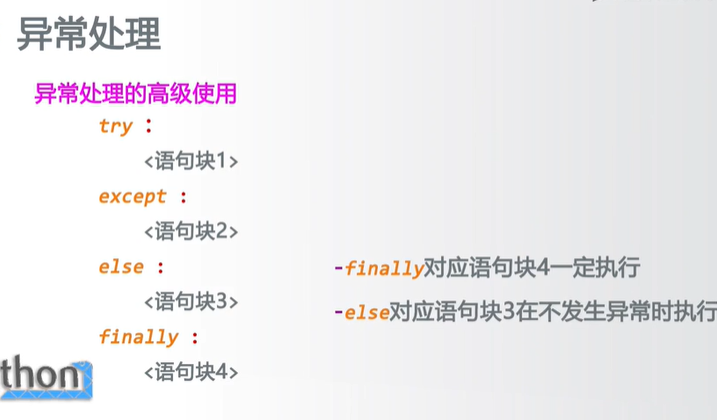 异常处理
异常处理的高级使用
try :
<语句块1>
except :
<语句块2>
else :
<语句块3>
finally :
<语句块4>
-finally对应语句块4一定执行
-else对应语句块3在不发生异常时执行
thon